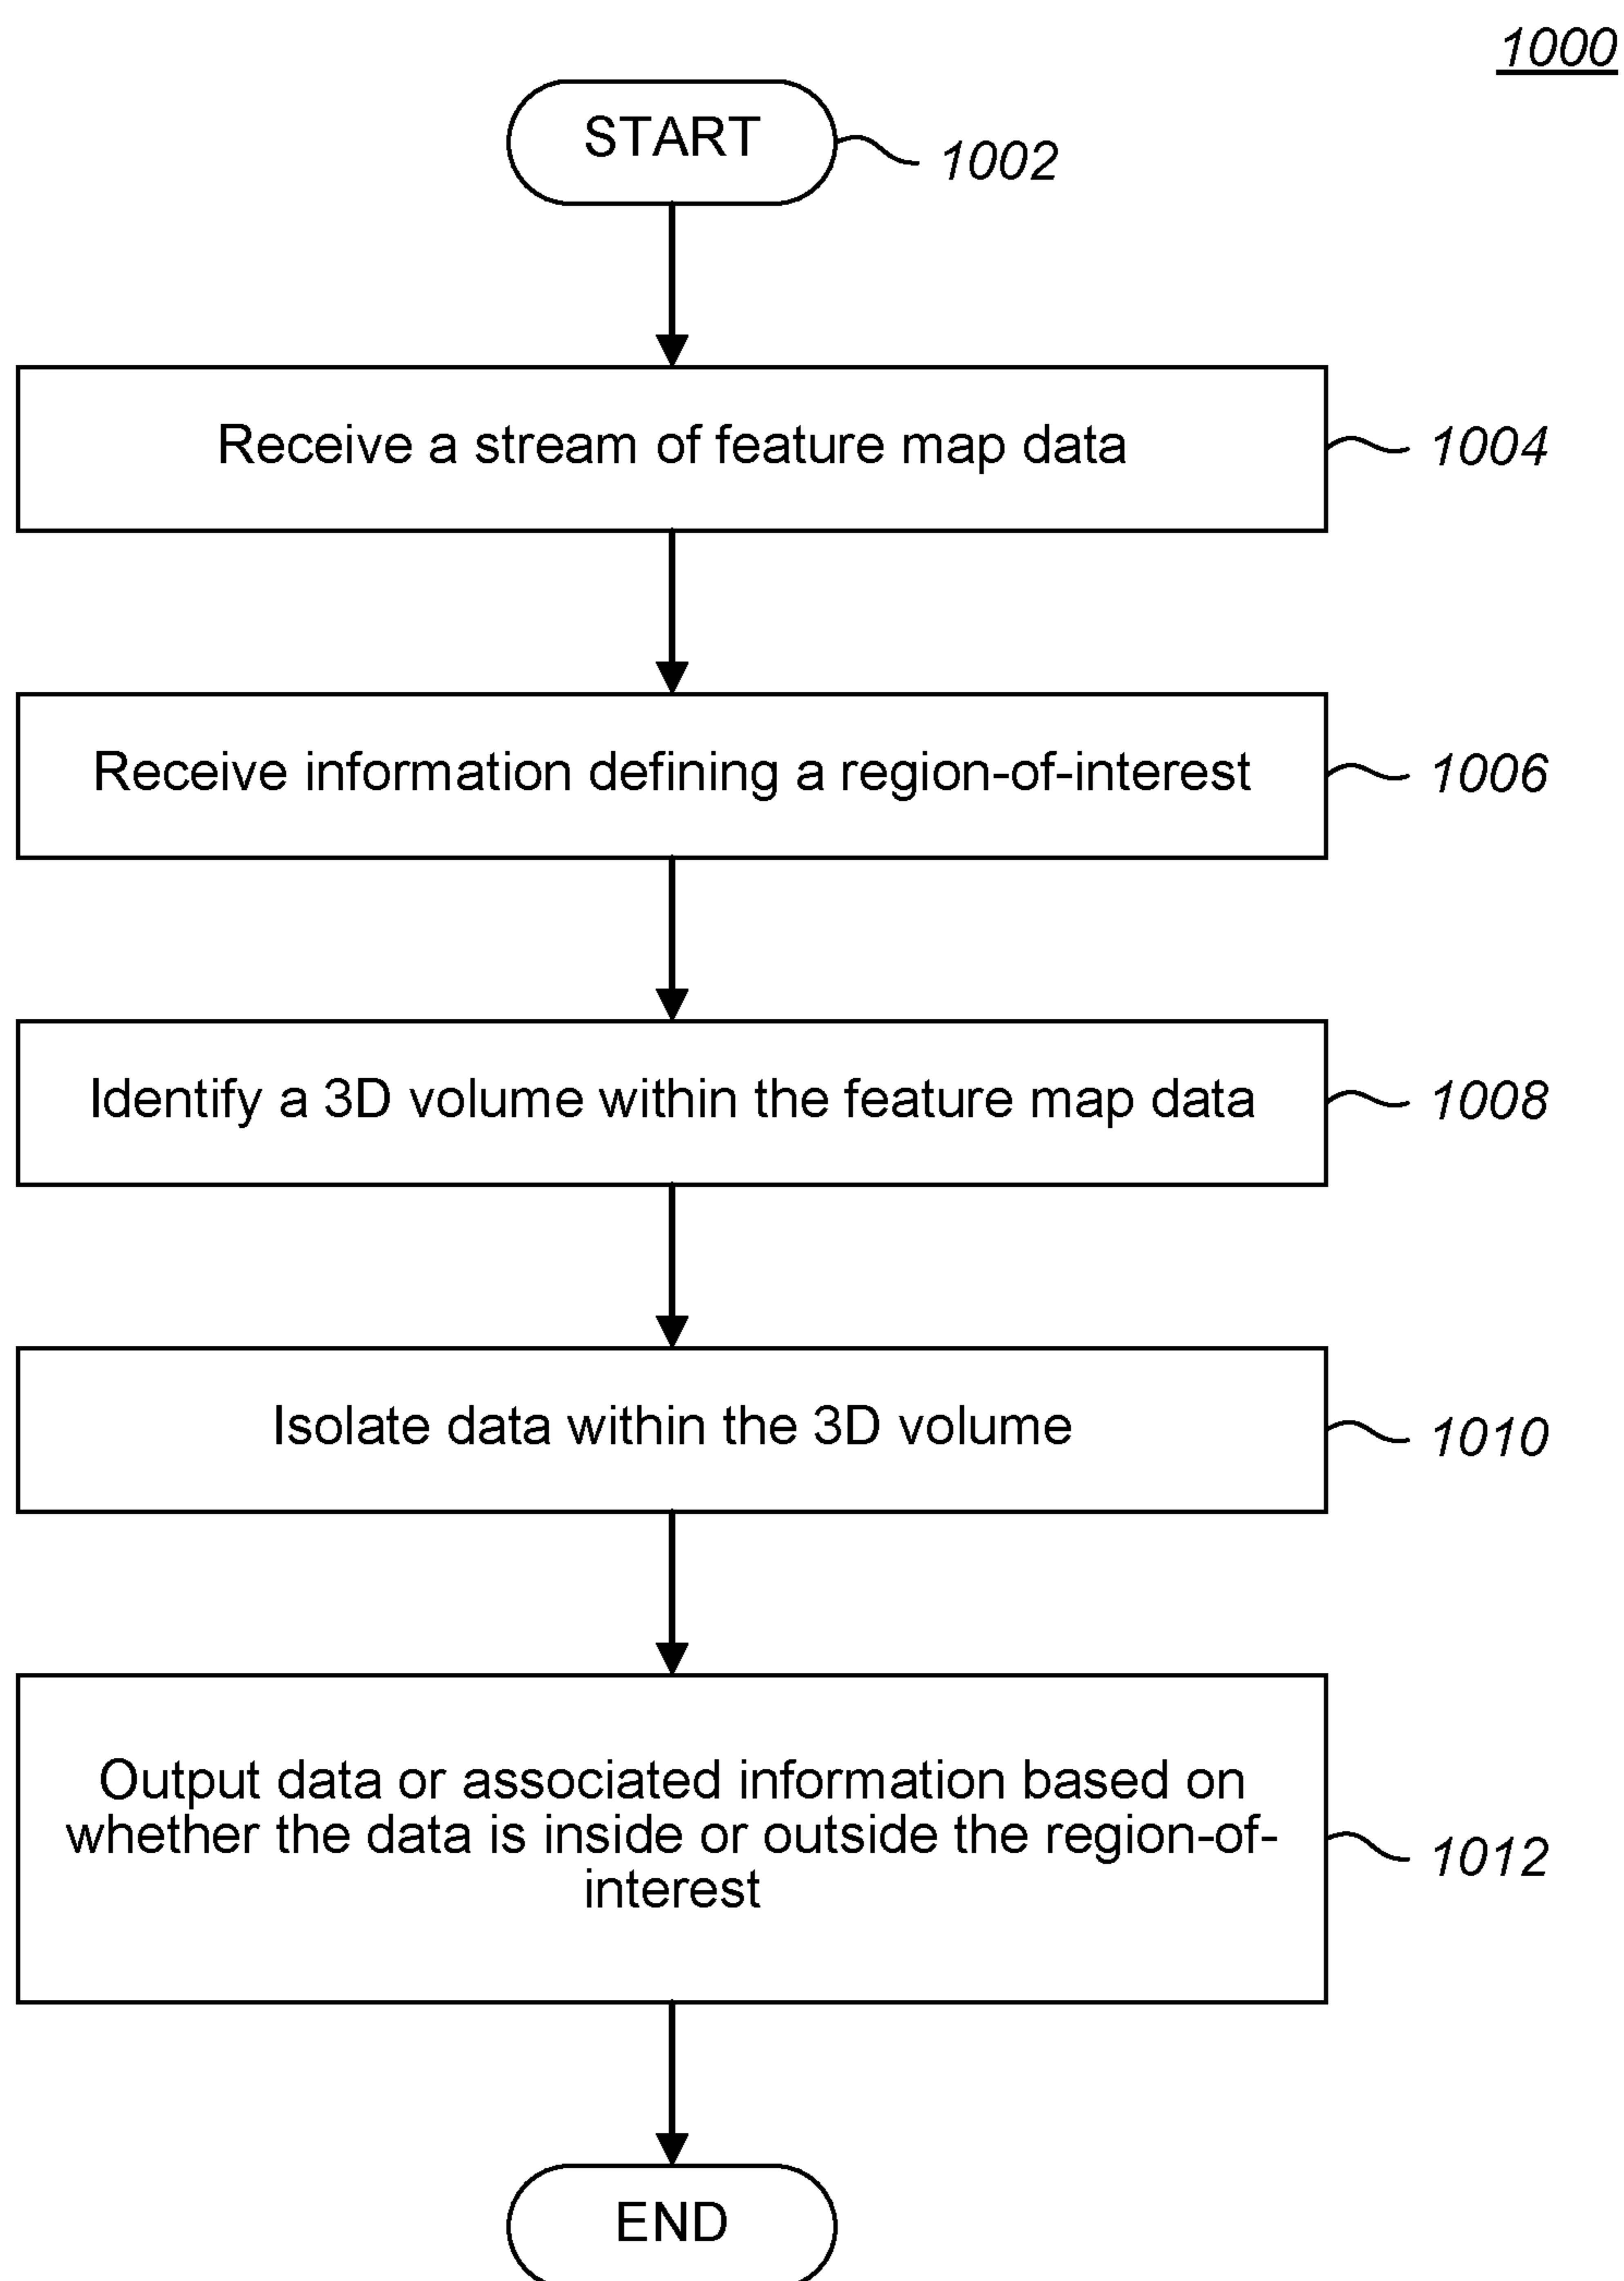 1000
START
1002
Receive a stream of feature map data
1004
Receive information defining a region-of-interest
1006
Identify a 3D volume within the feature map data
1008
Isolate data within the 3D volume
1010
Output data or associated information based on
whether the data is inside or outside the region-of-
interest
1012
END